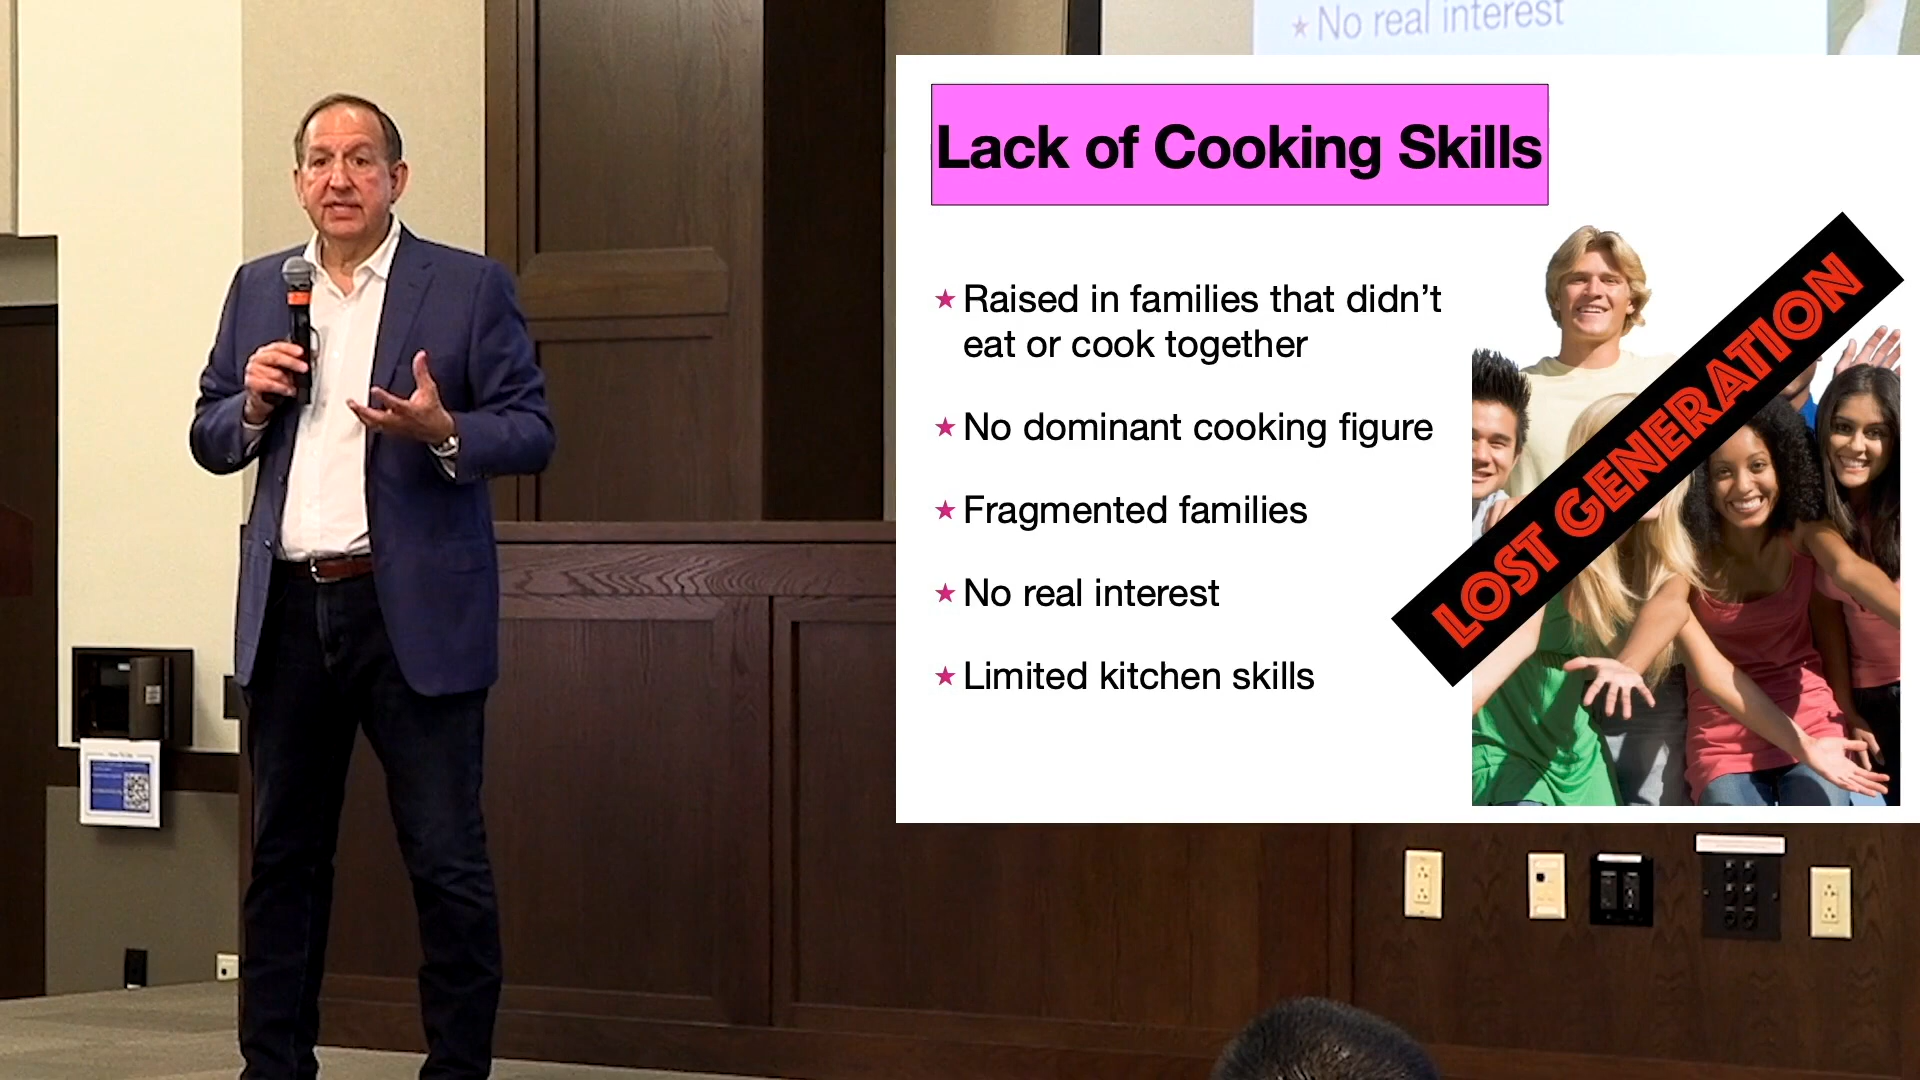 ★ No real interest
Lack of Cooking Skills
★ Raised in families that didn’t
eat or cook together
★ No dominant cooking figure
★ Fragmented families
★ No real interest
★ Limited kitchen skills
LOST GENERATION